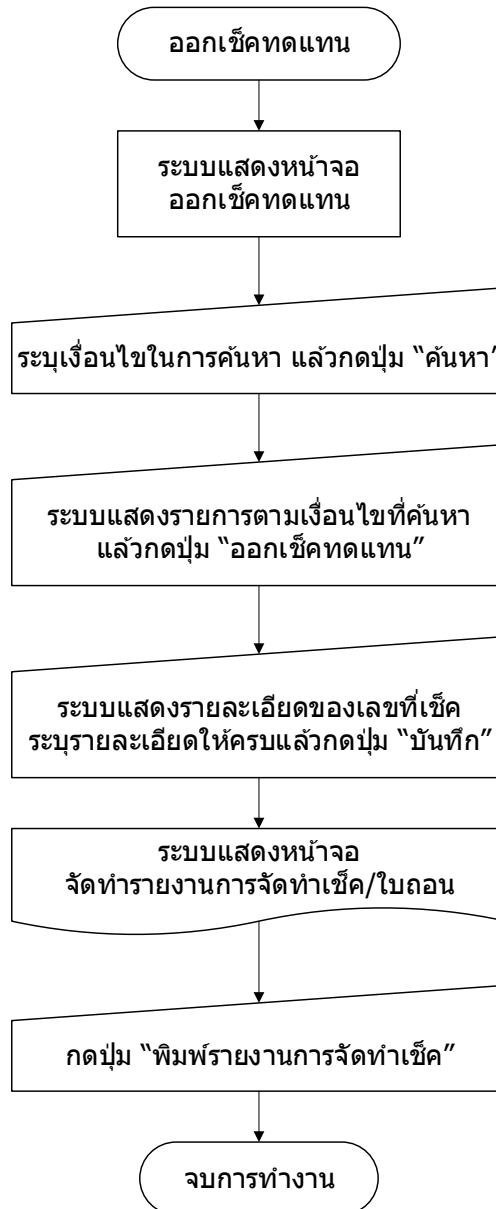 ออกเช็คทดแทน
ระบบแสดงหน้าจอ
ออกเช็คทดแทน
ระบุเงื่อนไขในการค้นหา แล้วกดปุ่ม “ค้นหา”
ระบบแสดงรายการตามเงื่อนไขที่ค้นหา
แล้วกดปุ่ม “ออกเช็คทดแทน”
ระบบแสดงรายละเอียดของเลขที่เช็ค
ระบุรายละเอียดให้ครบแล้วกดปุ่ม “บันทึก”
ระบบแสดงหน้าจอ
จัดทำรายงานการจัดทำเช็ค/ใบถอน
กดปุ่ม “พิมพ์รายงานการจัดทำเช็ค”
จบการทำงาน